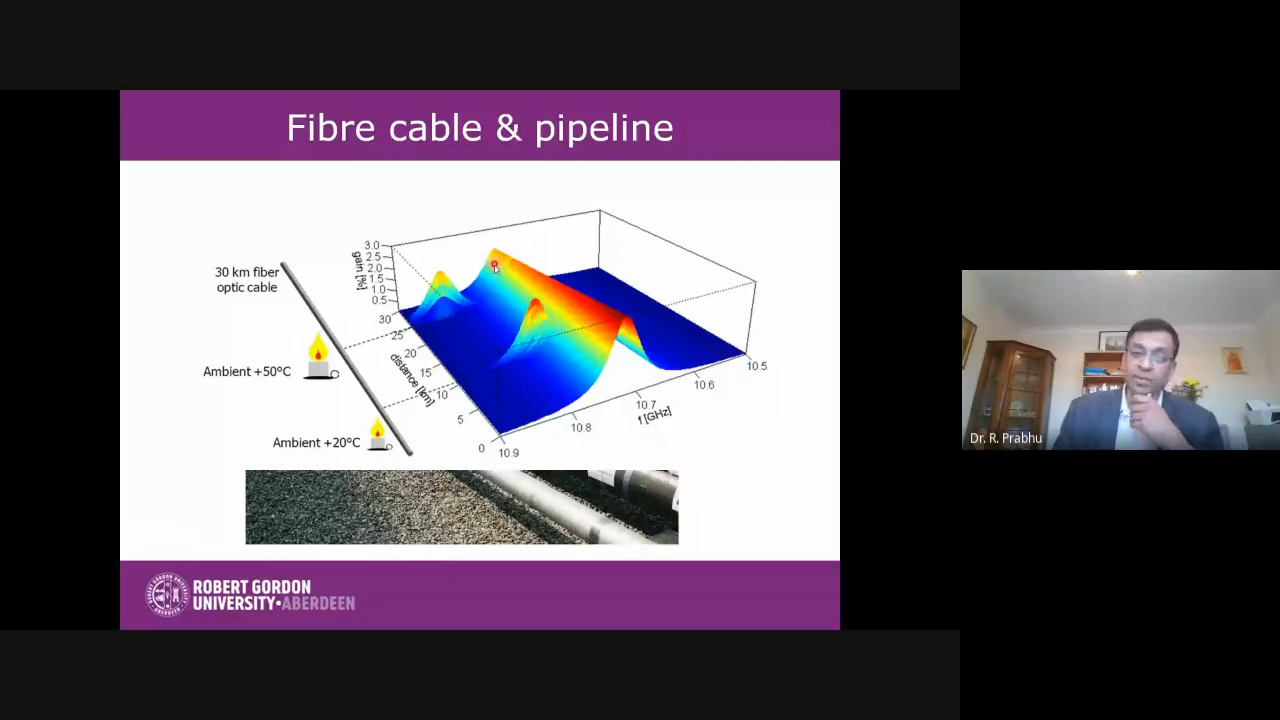 Fibre cable & pipeline
30 km fiber
optic cable
Ambient +50°C
Ambient +20°C
gain [%]
3.0
2.5
2.0
1.5
1.0
0.5
30
25
20
15
10
5
0
distance [km]
10.9
10.8
10.7
10.6
10.5
f [GHz]
ROBERT GORDON
UNIVERSITY•ABERDEEN
Dr. R. Prabhu